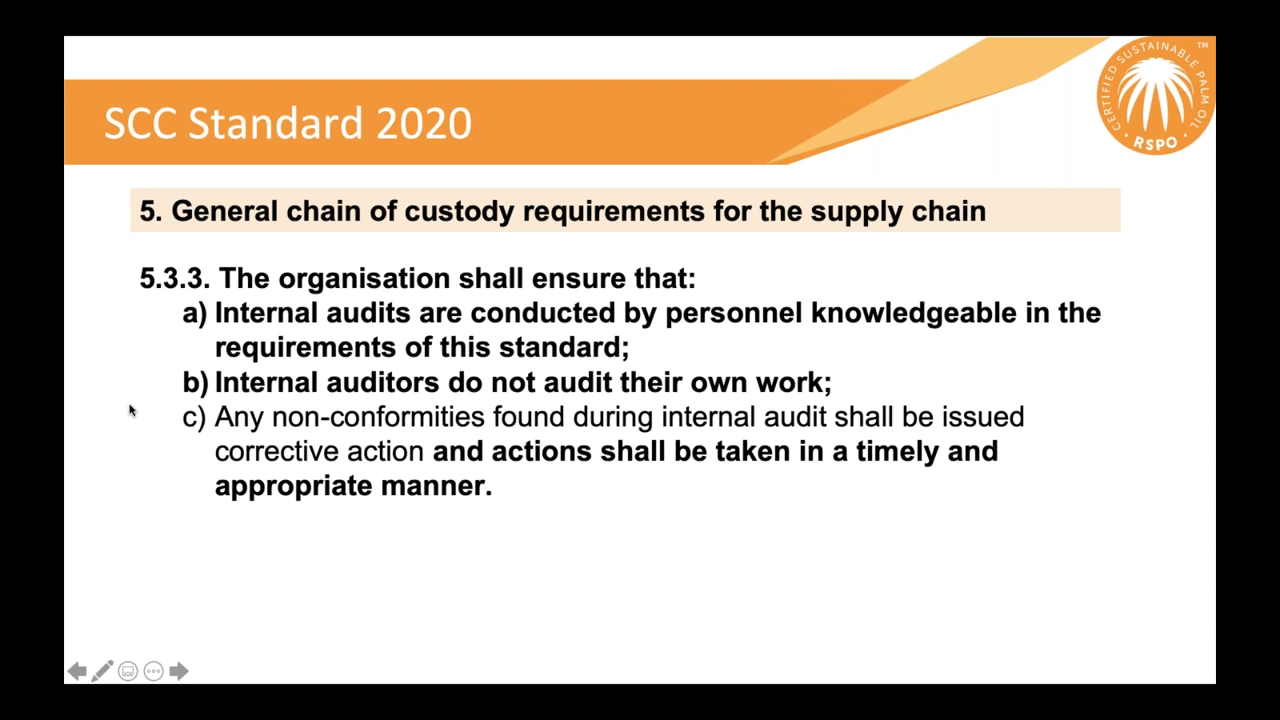 SCC Standard 2020
CERTIFIED SUSTAINABLE PALM OIL ™
· RSPO ·
5. General chain of custody requirements for the supply chain
5.3.3. The organisation shall ensure that:
a) Internal audits are conducted by personnel knowledgeable in the
requirements of this standard;
b) Internal auditors do not audit their own work;
c) Any non-conformities found during internal audit shall be issued
corrective action and actions shall be taken in a timely and
appropriate manner.